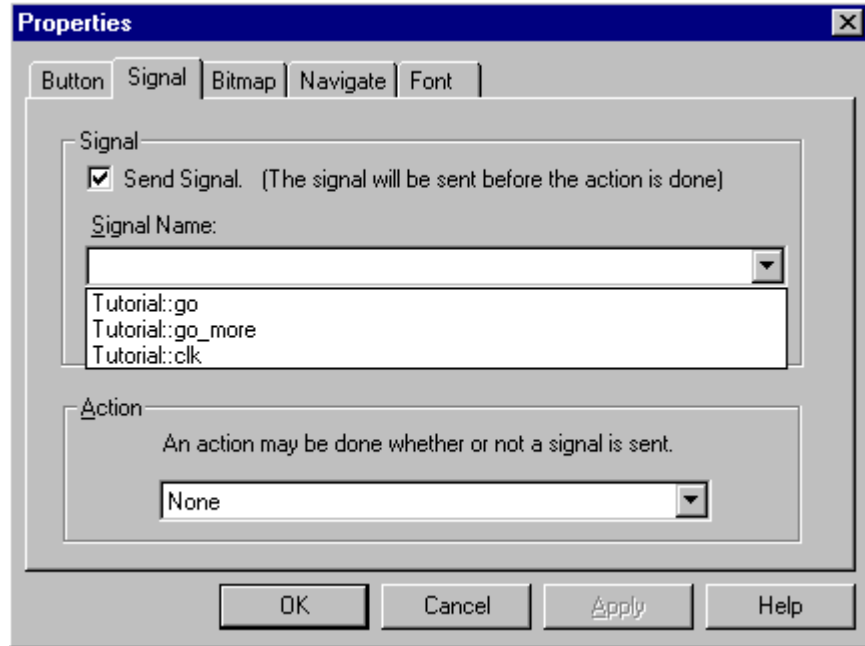 Properties
Button Signal Bitmap Navigate Font
Signal
Send Signal. (The signal will be sent before the action is done)
Signal Name:
Tutorial::go
Tutorial::go_more
Tutorial::clk
Action
An action may be done whether or not a signal is sent.
None
OK Cancel Apply Help